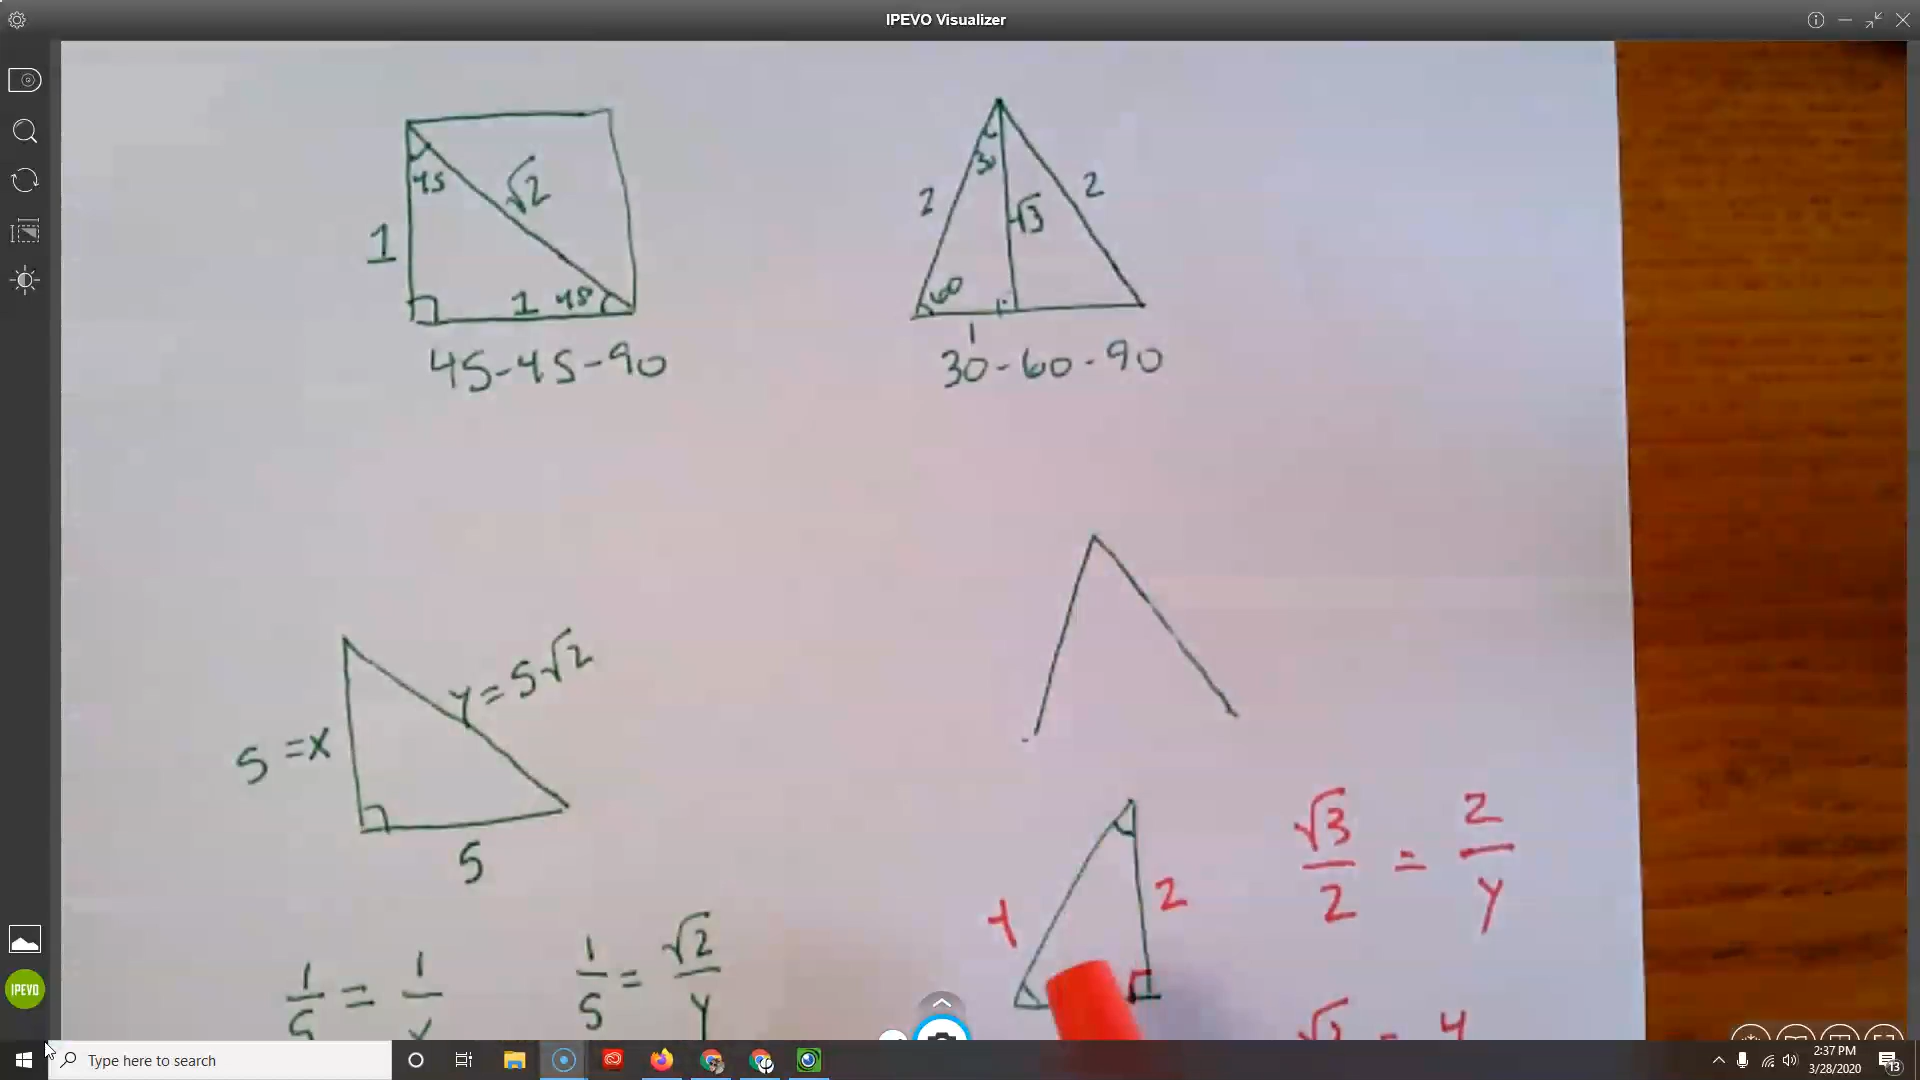 IPEVO Visualizer
45
√2
1
1 45
45-45-90
30
2
2
√3
60
1
30-60-90
y = 5√2
5 = x
5
1/5 = 1/x
1/5 = √2/y
y
2
√3/2 = 2/y
IPEVO
Type here to search
2:37 PM
3/28/2020
13